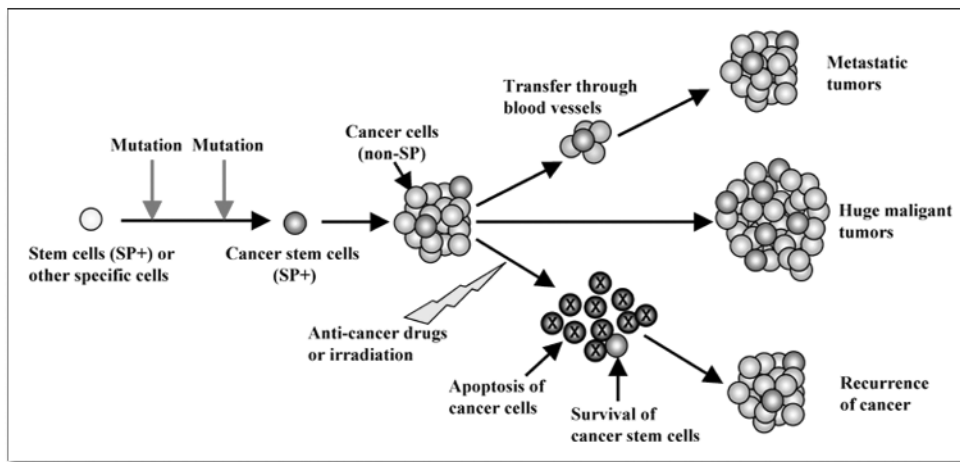 Metastatic
tumors
Transfer through
blood vessels
Cancer cells
(non-SP)
Mutation Mutation
Huge maligant
tumors
Stem cells (SP+) or
other specific cells
Cancer stem cells
(SP+)
Anti-cancer drugs
or irradiation
X X X X X X X X X X
Apoptosis of
cancer cells
Survival of
cancer stem cells
Recurrence
of cancer